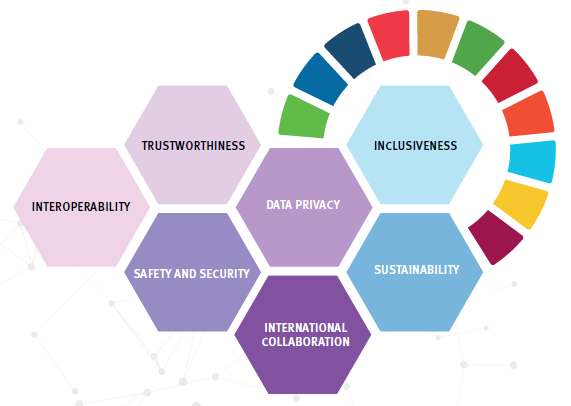 TRUSTWORTHINESS
INCLUSIVENESS
INTEROPERABILITY
DATA PRIVACY
SAFETY AND SECURITY
SUSTAINABILITY
INTERNATIONAL
COLLABORATION